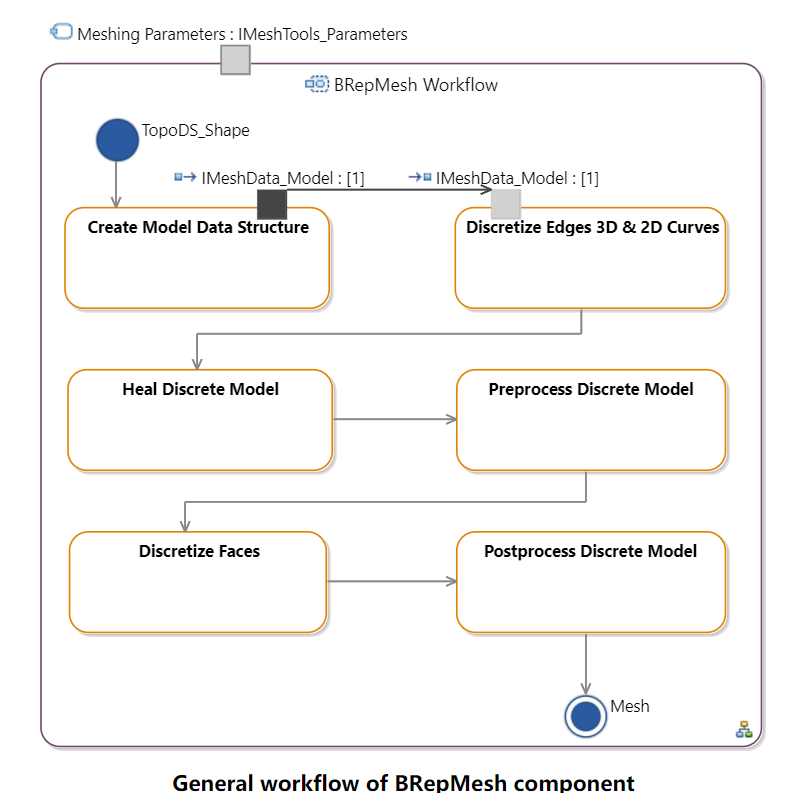 Meshing Parameters : IMeshTools_Parameters
BRepMesh Workflow
TopoDS_Shape
IMeshData_Model : [1]
IMeshData_Model : [1]
Create Model Data Structure
Discretize Edges 3D & 2D Curves
Heal Discrete Model
Preprocess Discrete Model
Discretize Faces
Postprocess Discrete Model
Mesh
General workflow of BRepMesh component